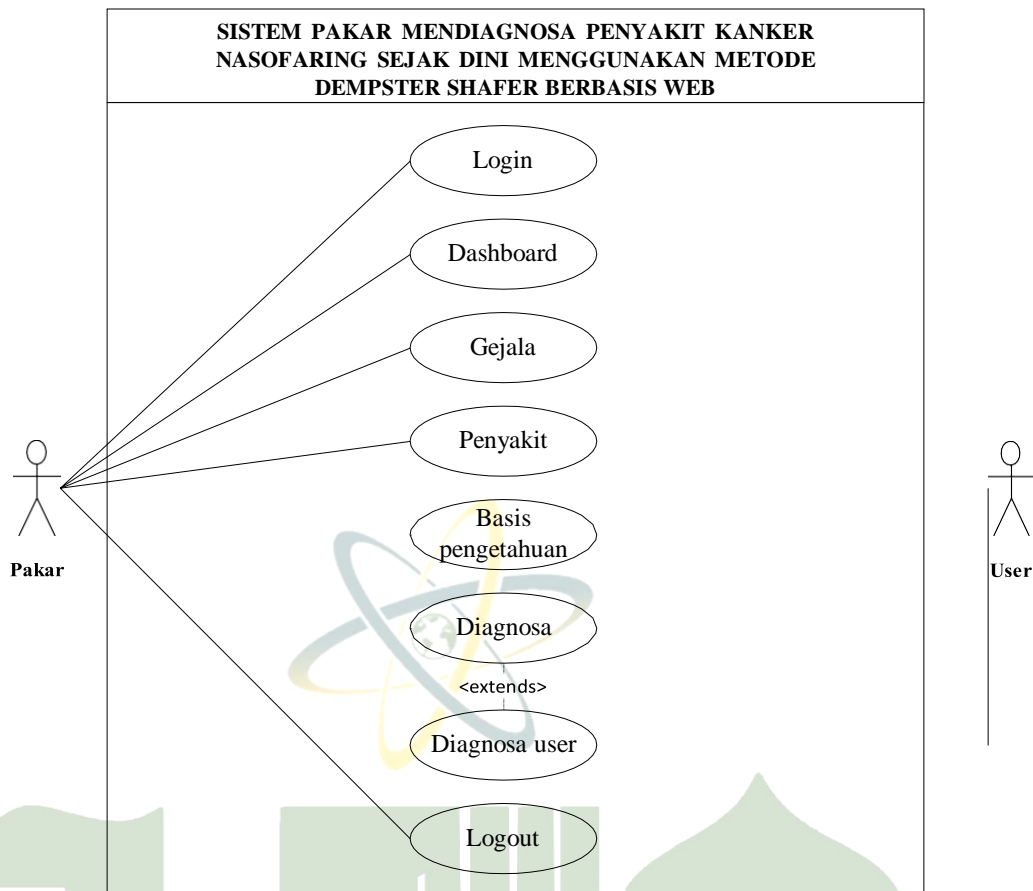 SISTEM PAKAR MENDIAGNOSA PENYAKIT KANKER
NASOFARING SEJAK DINI MENGGUNAKAN METODE
DEMPSTER SHAFER BERBASIS WEB
Login
Dashboard
Gejala
Penyakit
Basis
pengetahuan
Pakar
User
Diagnosa
<extends>
Diagnosa user
Logout